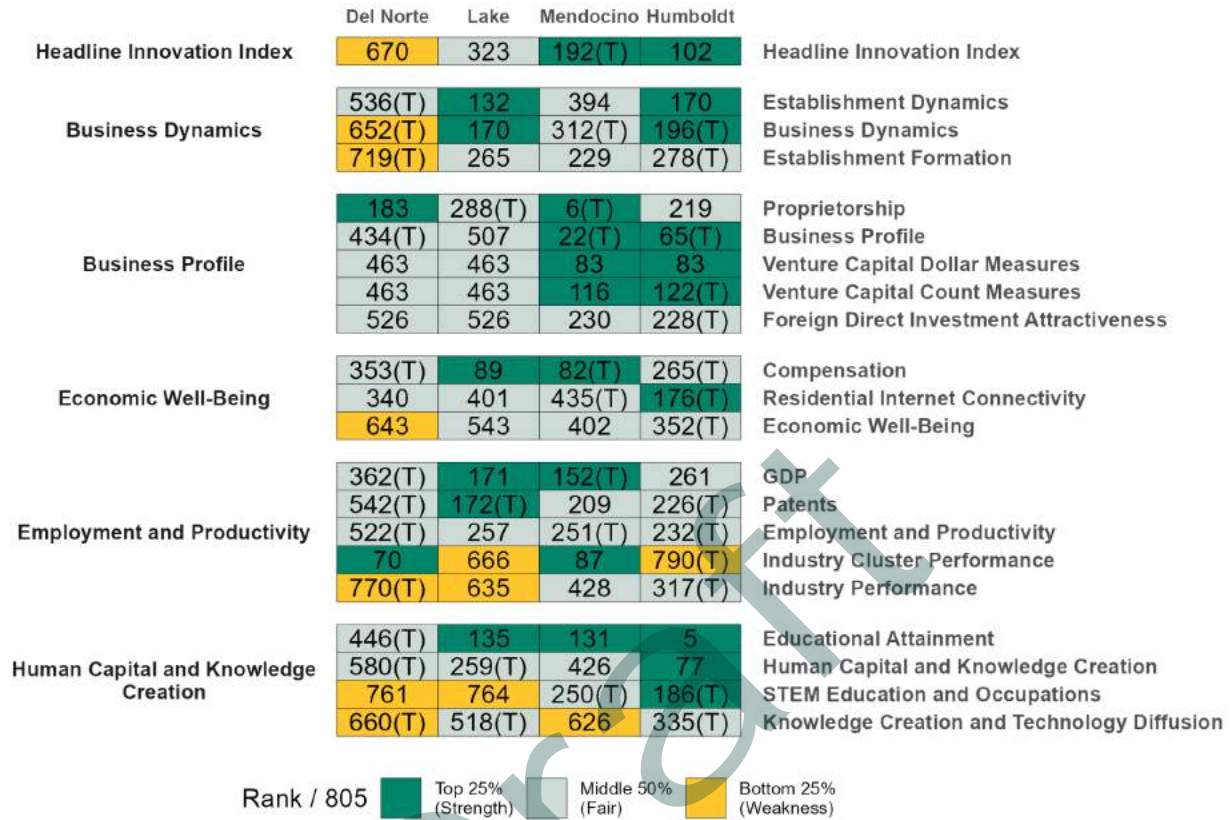 Del Norte Lake Mendocino Humboldt
Headline Innovation Index 670 323 192(T) 102 Headline Innovation Index
536(T) 132 394 170 Establishment Dynamics
Business Dynamics 652(T) 170 312(T) 196(T) Business Dynamics
719(T) 265 229 278(T) Establishment Formation
183 288(T) 6(T) 219 Proprietorship
434(T) 507 22(T) 65(T) Business Profile
Business Profile 463 463 83 83 Venture Capital Dollar Measures
463 463 116 122(T) Venture Capital Count Measures
526 526 230 228(T) Foreign Direct Investment Attractiveness
353(T) 89 82(T) 265(T) Compensation
Economic Well-Being 340 401 435(T) 176(T) Residential Internet Connectivity
643 543 402 352(T) Economic Well-Being
362(T) 171 152(T) 261 GDP
542(T) 172(T) 209 226(T) Patents
Employment and Productivity 522(T) 257 251(T) 232(T) Employment and Productivity
70 666 87 790(T) Industry Cluster Performance
770(T) 635 428 317(T) Industry Performance
446(T) 135 131 5 Educational Attainment
Human Capital and Knowledge 580(T) 259(T) 426 77 Human Capital and Knowledge Creation
Creation 761 764 250(T) 186(T) STEM Education and Occupations
660(T) 518(T) 626 335(T) Knowledge Creation and Technology Diffusion
Rank / 805 Top 25% Middle 50% Bottom 25%
(Strength) (Fair) (Weakness)
raft